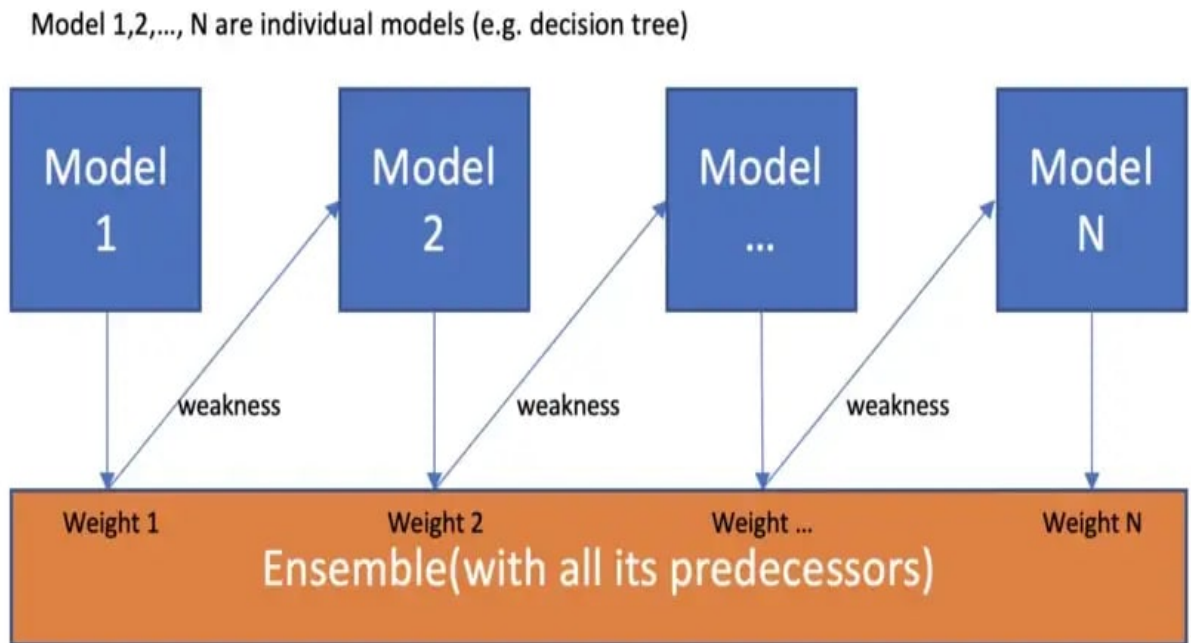 Model 1,2,..., N are individual models (e.g. decision tree)
Model
1
Model
2
Model
...
Model
N
weakness
weakness
weakness
Weight 1
Weight 2
Weight ...
Weight N
Ensemble(with all its predecessors)